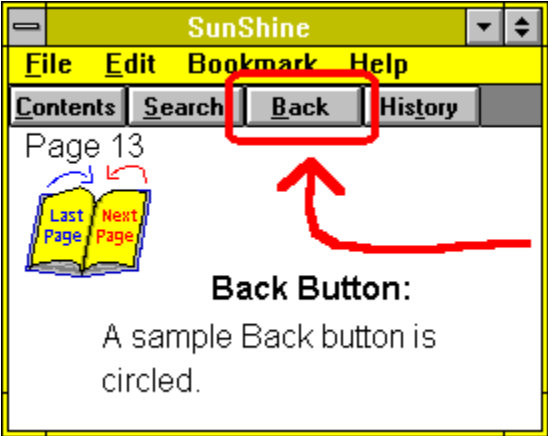 SunShine
File Edit Bookmark Help
Contents Search Back History
Page 13
Last Next
Page Page
Back Button:
A sample Back button is
circled.